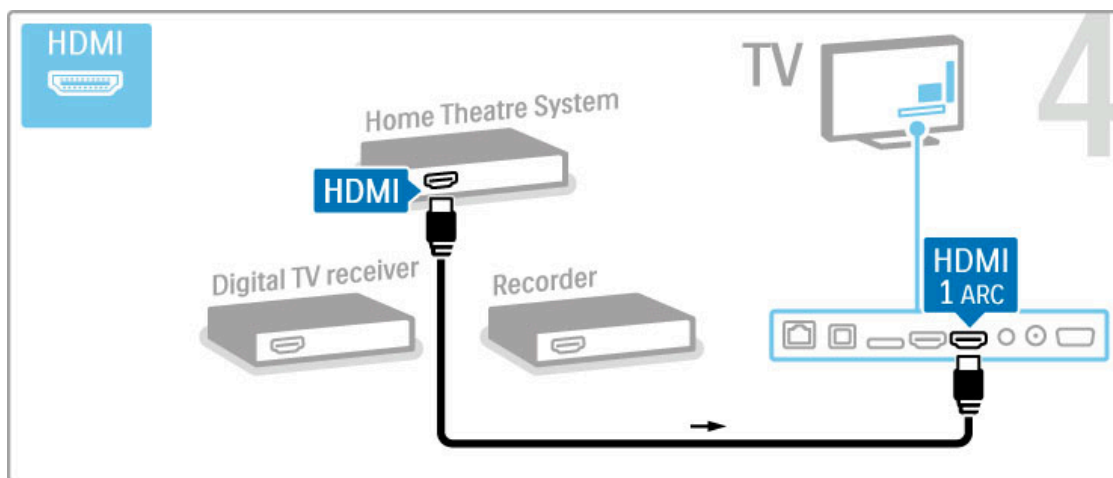 HDMI
TV
4
Home Theatre System
HDMI
Digital TV receiver
Recorder
HDMI
1 ARC